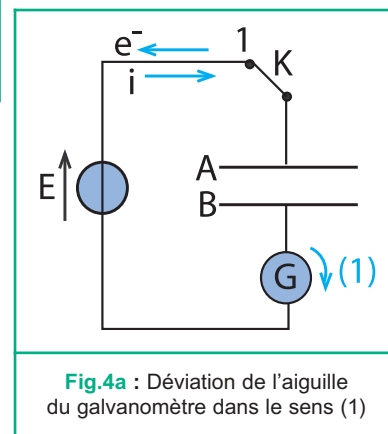 e- 1
i K
A
E B
G (1)
Fig.4a : Déviation de l'aiguille
du galvanomètre dans le sens (1)